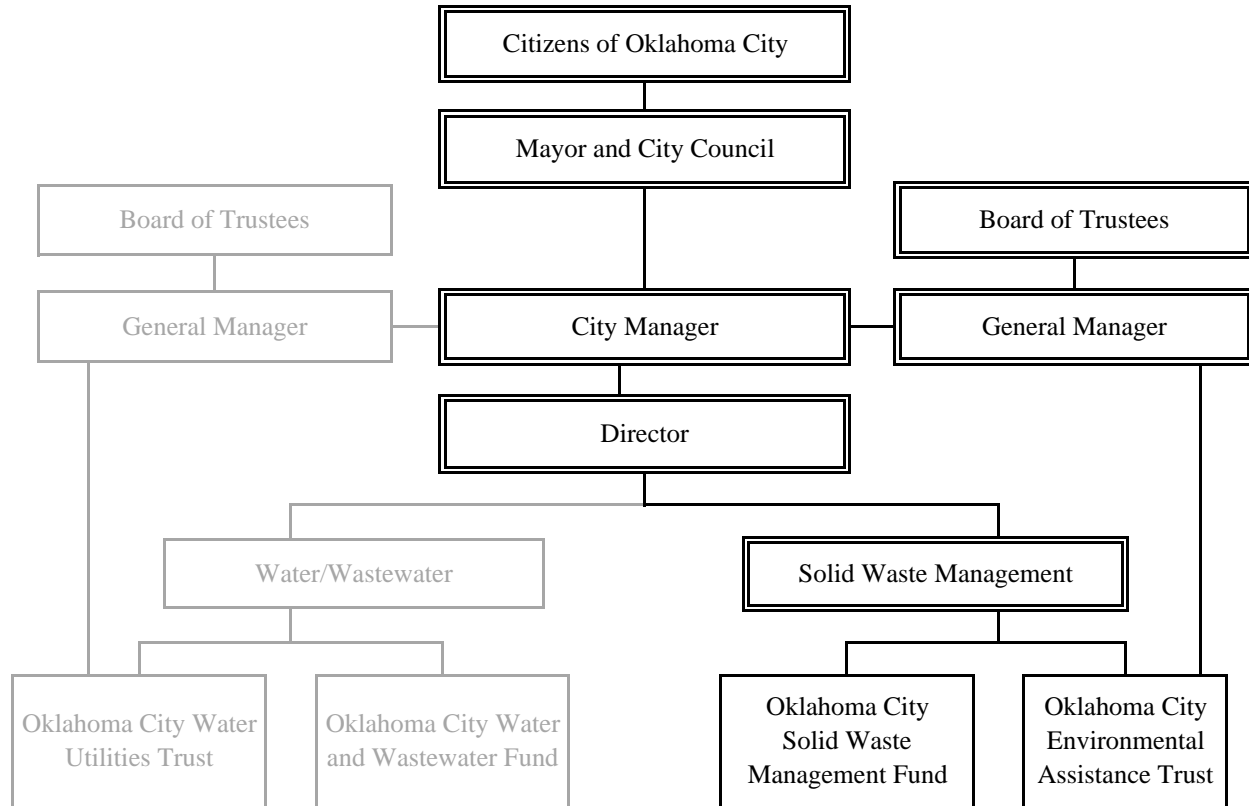 Citizens of Oklahoma City
Mayor and City Council
Board of Trustees
Board of Trustees
General Manager
City Manager
General Manager
Director
Water/Wastewater
Solid Waste Management
Oklahoma City Water
Utilities Trust
Oklahoma City Water
and Wastewater Fund
Oklahoma City
Solid Waste
Management Fund
Oklahoma City
Environmental
Assistance Trust